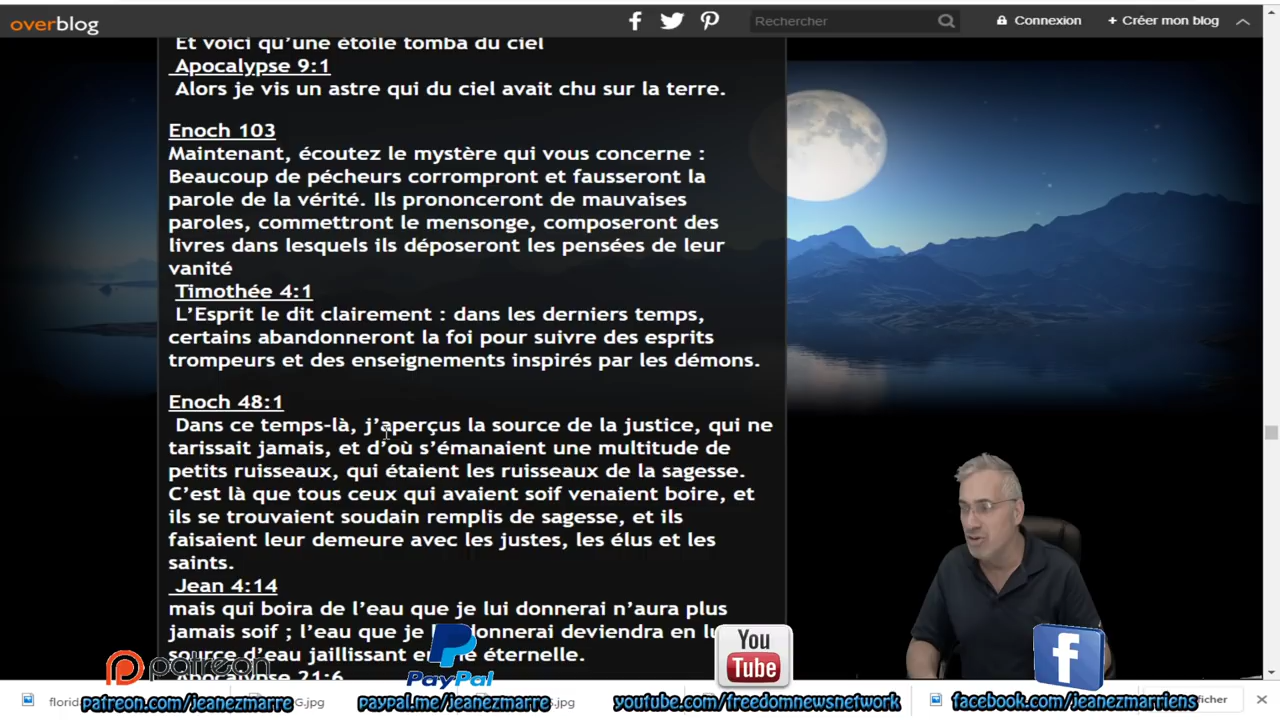 overblog
Rechercher
Connexion
+ Créer mon blog
Et voici qu'une étoile tomba du ciel
Apocalypse 9:1
Alors je vis un astre qui du ciel avait chu sur la terre.
Enoch 103
Maintenant, écoutez le mystère qui vous concerne :
Beaucoup de pécheurs corrompront et fausseront la
parole de la vérité. Ils prononceront de mauvaises
paroles, commettront le mensonge, composeront des
livres dans lesquels ils déposeront les pensées de leur
vanité
Timothée 4:1
L'Esprit le dit clairement : dans les derniers temps,
certains abandonneront la foi pour suivre des esprits
trompeurs et des enseignements inspirés par les démons.
Enoch 48:1
Dans ce temps-là, j'aperçus la source de la justice, qui ne
tarissait jamais, et d'où s'émanaient une multitude de
petits ruisseaux, qui étaient les ruisseaux de la sagesse.
C'est là que tous ceux qui avaient soif venaient boire, et
ils se trouvaient soudain remplis de sagesse, et ils
faisaient leur demeure avec les justes, les élus et les
saints.
Jean 4:14
mais qui boira de l'eau que je lui donnerai n'aura plus
jamais soif ; l'eau que je donnerai deviendra en
source d'eau jaillissant éternelle.
Apocalypse 21:6
patreon
PayPal
You
Tube
patreon.com/jeanezmarre
paypal.me/jeanezmarre
youtube.com/freedomnewsnetwork
facebook.com/jeanezmarriens
florid
G.jpg
s.jpg